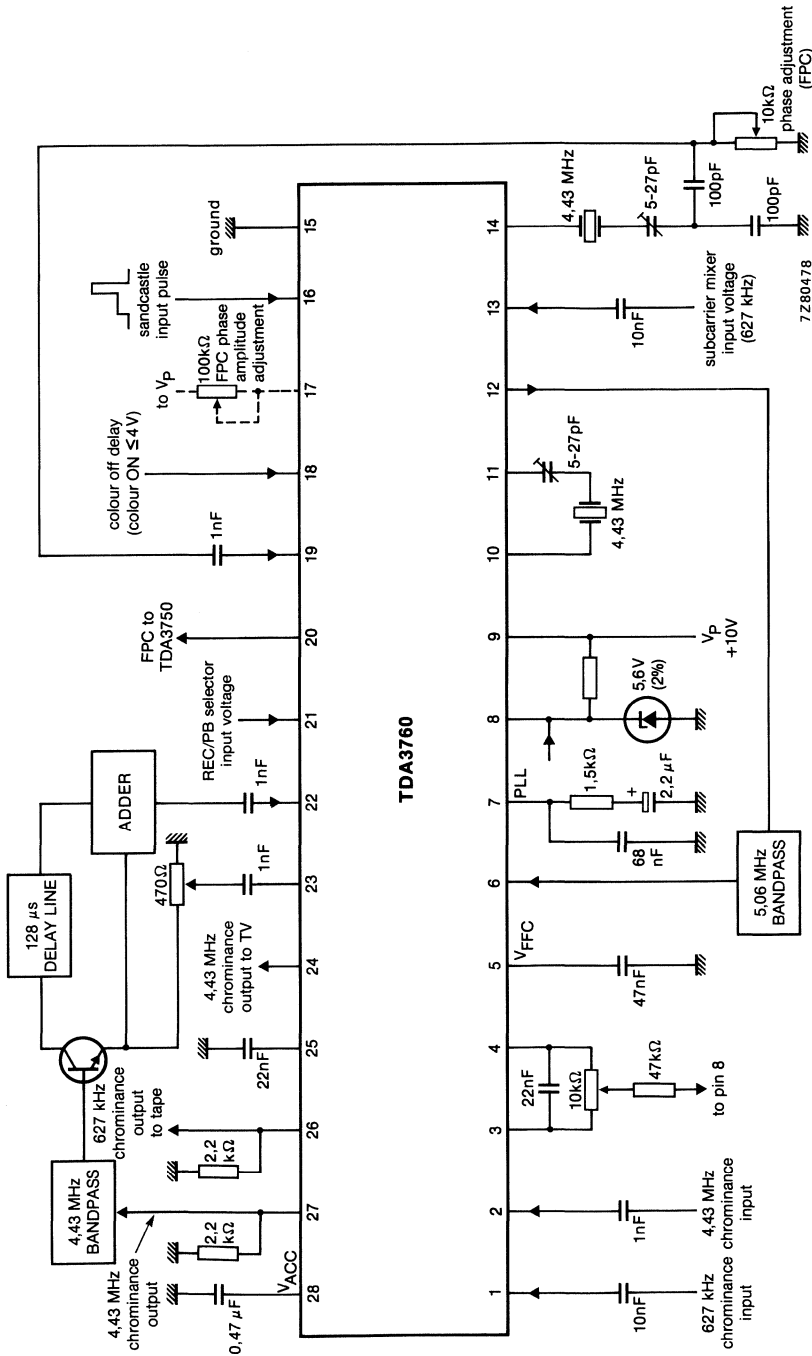 4,43 MHz
BANDPASS
128 µs
DELAY LINE
ADDER
4,43 MHz
chrominance
output
0,47 µF
2,2
kΩ
2,2
kΩ
627 kHz
chrominance
output
to tape
22nF
4,43 MHz
chrominance
output to TV
470Ω
1nF
1nF
REC/PB selector
input voltage
FPC to
TDA3750
1nF
colour off delay
(colour ON ≤4V)
to VP
100kΩ
FPC phase
amplitude
adjustment
sandcastle
input pulse
ground
VACC
28
27
26
25
24
23
22
21
20
19
18
17
16
15
TDA3760
1
2
3
4
5
6
7
8
9
10
11
12
13
14
10nF
627 kHz
chrominance
input
1nF
4,43 MHz
chrominance
input
22nF
10kΩ
47kΩ
to pin 8
VFFC
47nF
5,06 MHz
BANDPASS
PLL
68
nF
1,5kΩ
+
2,2 µF
5,6V
(2%)
VP
+10V
4,43 MHz
5-27pF
10nF
subcarrier mixer
input voltage
(627 kHz)
4,43 MHz
5-27pF
100pF
100pF
10kΩ
phase adjustment
(FPC)
7Z80478